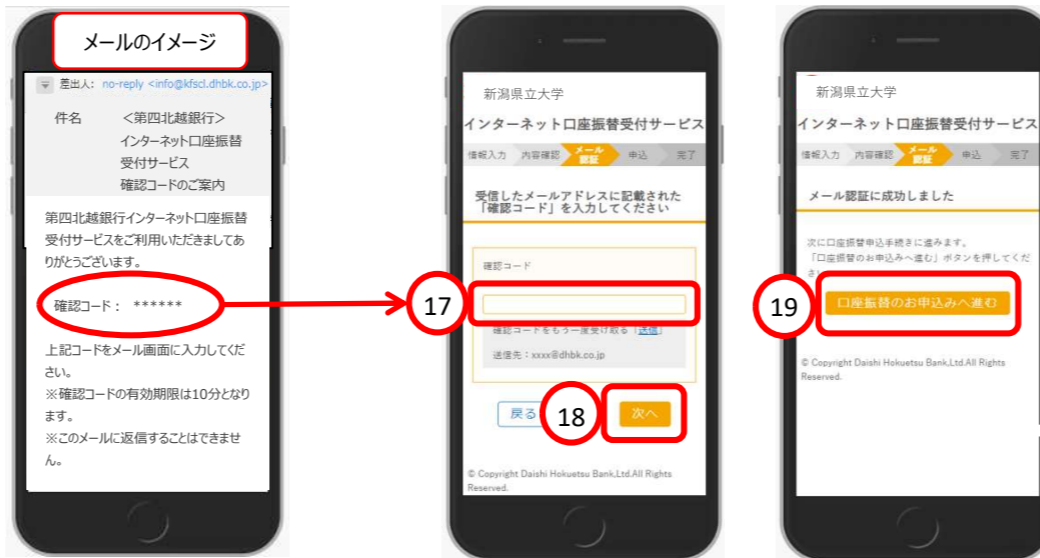 メールのイメージ
差出人: no-reply <info@kfscl.dhbk.co.jp>
件名 <第四北越銀行>
インターネット口座振替
受付サービス
確認コードのご案内
第四北越銀行インターネット口座振替
受付サービスをご利用いただきましてあ
りがとうございます。
確認コード： ******
上記コードをメール画面に入力してくだ
さい。
※確認コードの有効期限は10分となり
ます。
※このメールに返信することはできませ
ん。
新潟県立大学
インターネット口座振替受付サービス
情報入力 内容確認 メール認証 申込 完了
受信したメールアドレスに記載された
「確認コード」を入力してください
確認コード
17
確認コードをもう一度受け取る「送信」
送信先：xxxx@dhbk.co.jp
戻る 18 次へ
© Copyright Daishi Hokuetsu Bank,Ltd.All Rights
Reserved.
新潟県立大学
インターネット口座振替受付サービス
情報入力 内容確認 メール認証 申込 完了
メール認証に成功しました
次に口座振替申込手続きに進みます。
「口座振替のお申込みへ進む」ボタンを押してくだ
さ
19 口座振替のお申込みへ進む
© Copyright Daishi Hokuetsu Bank,Ltd.All Rights
Reserved.